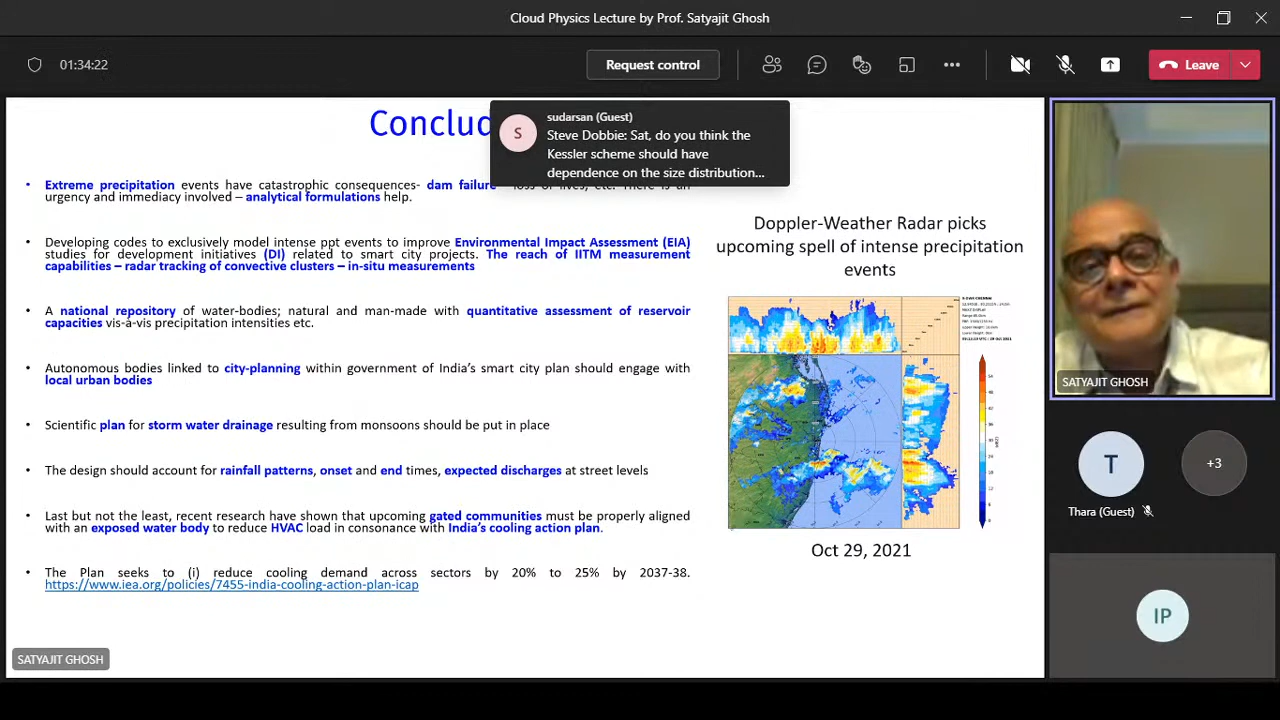 Cloud Physics Lecture by Prof. Satyajit Ghosh
01:34:22
Request control
Leave
Conclu
sudarsan (Guest)
S
Steve Dobbie: Sat, do you think the
Kessler scheme should have
dependence on the size distribution...
• Extreme precipitation events have catastrophic consequences- dam failure
urgency and immediacy involved – analytical formulations help.
• Developing codes to exclusively model intense ppt events to improve Environmental Impact Assessment (EIA)
studies for development initiatives (DI) related to smart city projects. The reach of IITM measurement
capabilities – radar tracking of convective clusters – in-situ measurements
• A national repository of water-bodies; natural and man-made with quantitative assessment of reservoir
capacities vis-à-vis precipitation intensities etc.
• Autonomous bodies linked to city-planning within government of India's smart city plan should engage with
local urban bodies
• Scientific plan for storm water drainage resulting from monsoons should be put in place
• The design should account for rainfall patterns, onset and end times, expected discharges at street levels
• Last but not the least, recent research have shown that upcoming gated communities must be properly aligned
with an exposed water body to reduce HVAC load in consonance with India's cooling action plan.
• The Plan seeks to (i) reduce cooling demand across sectors by 20% to 25% by 2037-38.
https://www.iea.org/policies/7455-india-cooling-action-plan-icap
Doppler-Weather Radar picks
upcoming spell of intense precipitation
events
Oct 29, 2021
SATYAJIT GHOSH
SATYAJIT GHOSH
T
+3
Thara (Guest)
IP